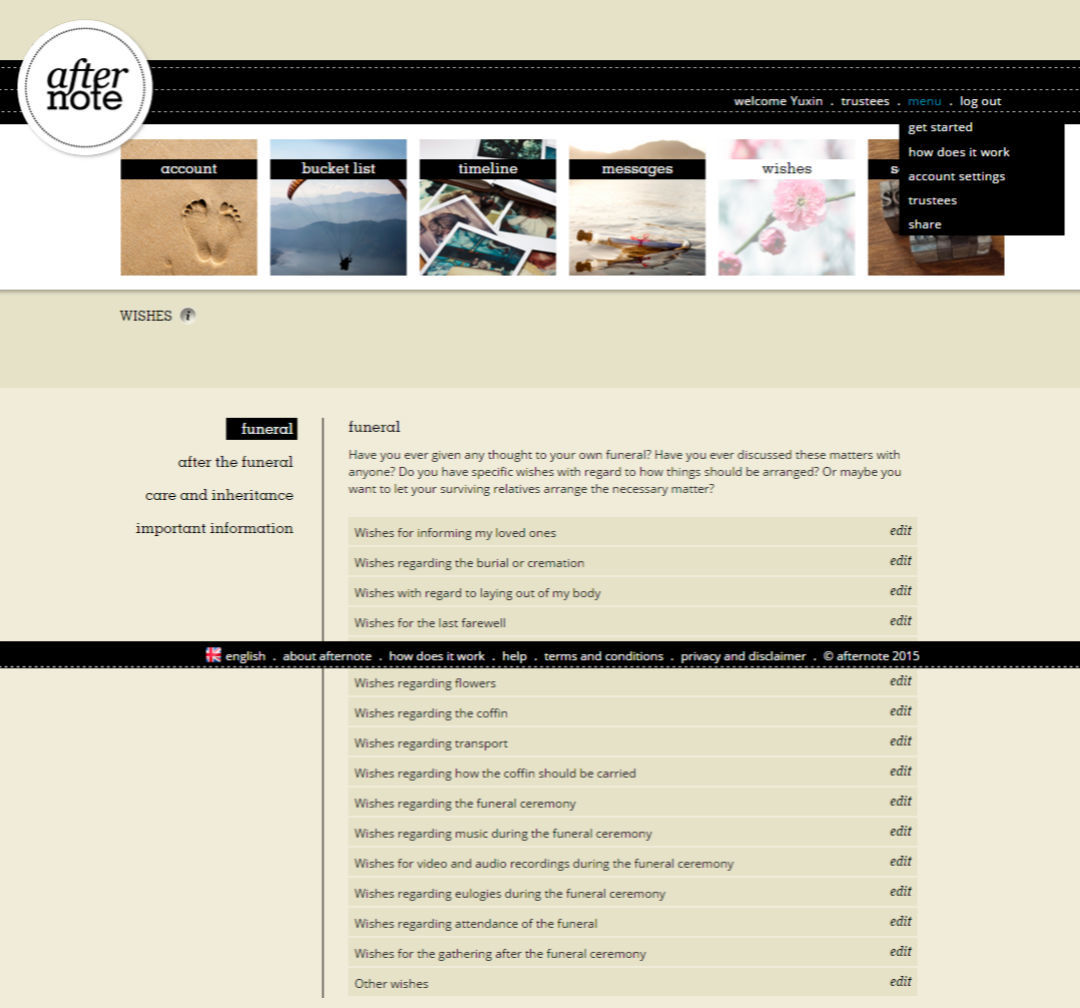 after
note
welcome Yuxin . trustees . menu . log out
get started
how does it work
account settings
trustees
share
account
bucket list
timeline
messages
wishes
WISHES
funeral
after the funeral
care and inheritance
important information
funeral
Have you ever given any thought to your own funeral? Have you ever discussed these matters with
anyone? Do you have specific wishes with regard to how things should be arranged? Or maybe you
want to let your surviving relatives arrange the necessary matter?
Wishes for informing my loved ones edit
Wishes regarding the burial or cremation edit
Wishes with regard to laying out of my body edit
Wishes for the last farewell edit
english . about afternote . how does it work . help . terms and conditions . privacy and disclaimer . © afternote 2015
Wishes regarding flowers edit
Wishes regarding the coffin edit
Wishes regarding transport edit
Wishes regarding how the coffin should be carried edit
Wishes regarding the funeral ceremony edit
Wishes regarding music during the funeral ceremony edit
Wishes for video and audio recordings during the funeral ceremony edit
Wishes regarding eulogies during the funeral ceremony edit
Wishes regarding attendance of the funeral edit
Wishes for the gathering after the funeral ceremony edit
Other wishes edit